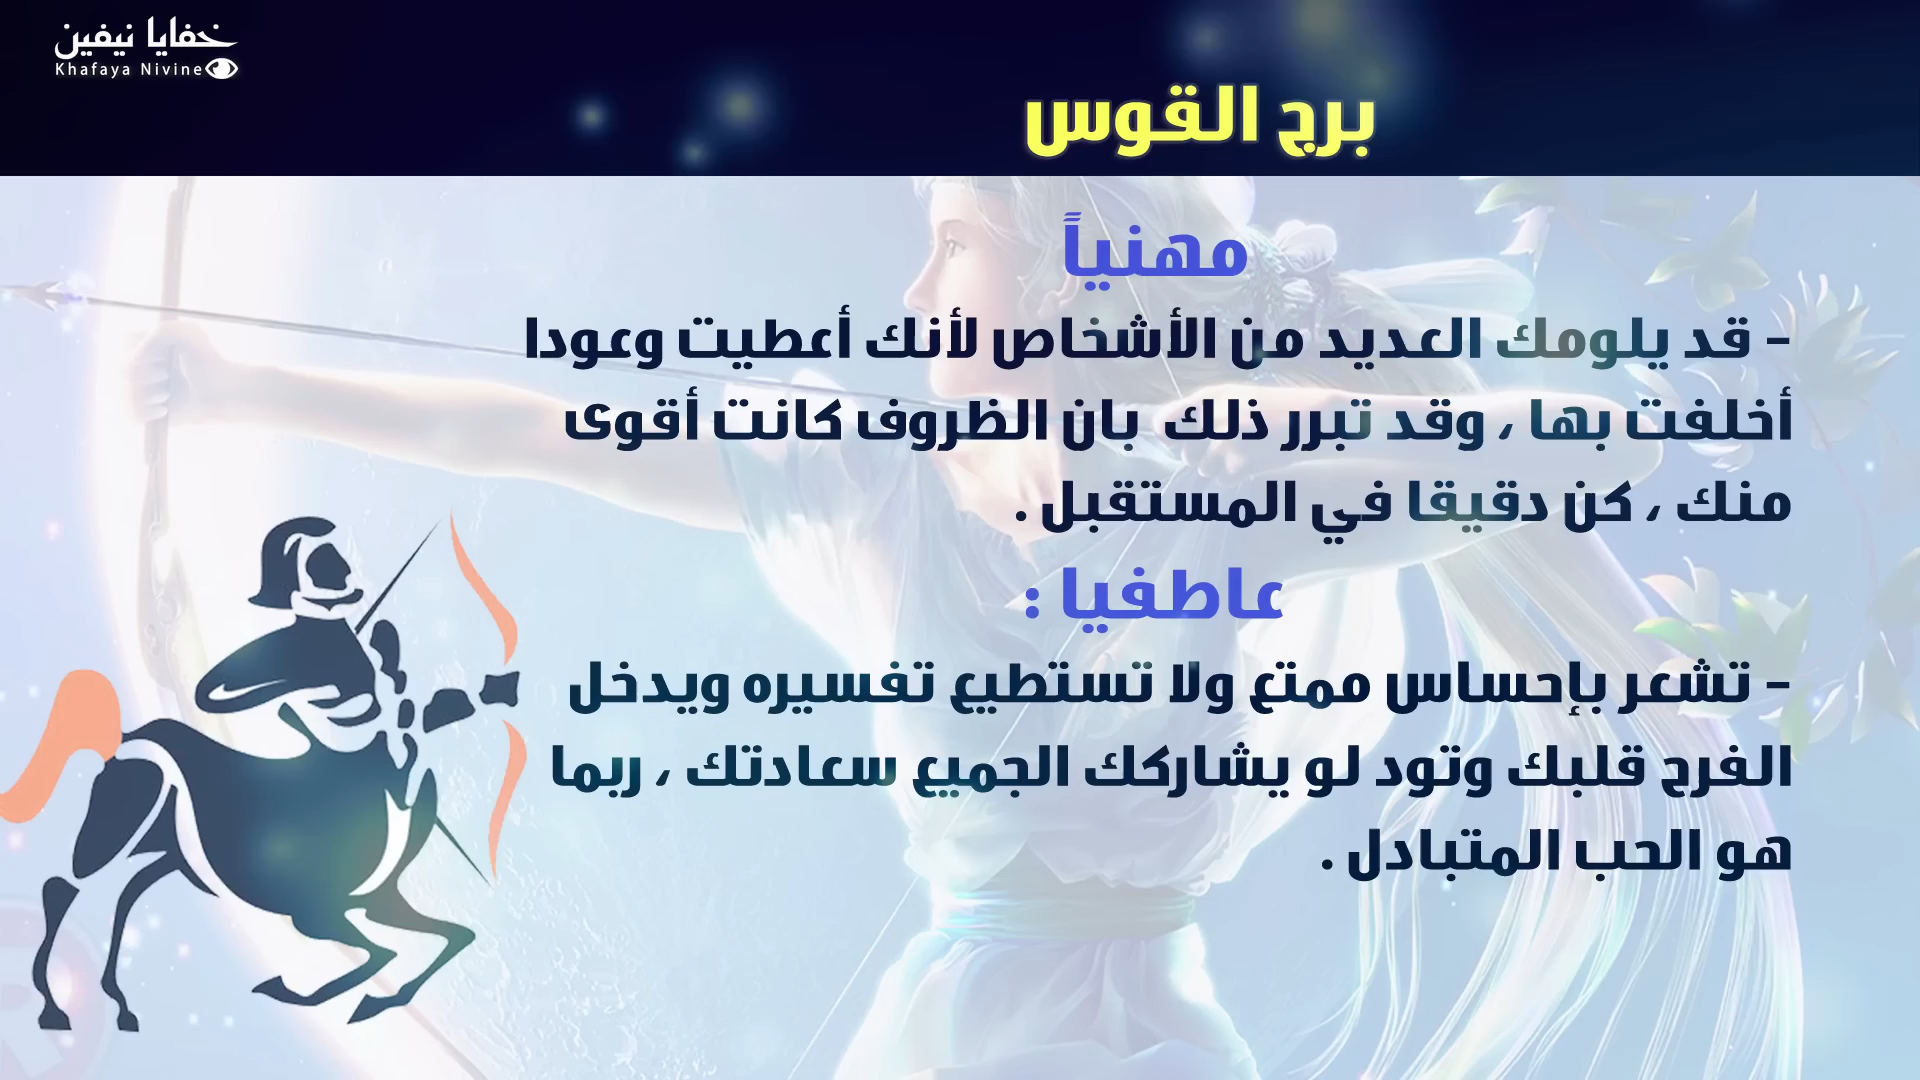 خفايا نيفين
Khafaya Nivine
برج القوس
مهنياً
- قد يلومك العديد من الأشخاص لأنك أعطيت وعودا
أخلفت بها ، وقد تبرر ذلك بان الظروف كانت أقوى
منك ، كن دقيقا في المستقبل .
عاطفيا :
- تشعر بإحساس ممتع ولا تستطيع تفسيره ويدخل
الفرح قلبك وتود لو يشاركك الجميع سعادتك ، ربما
هو الحب المتبادل .